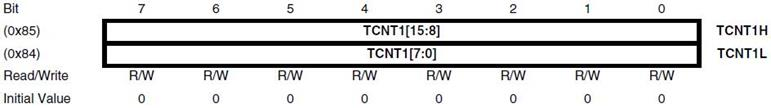 Bit 7 6 5 4 3 2 1 0
(0x85) TCNT1[15:8] TCNT1H
(0x84) TCNT1[7:0] TCNT1L
Read/Write R/W R/W R/W R/W R/W R/W R/W R/W
Initial Value 0 0 0 0 0 0 0 0